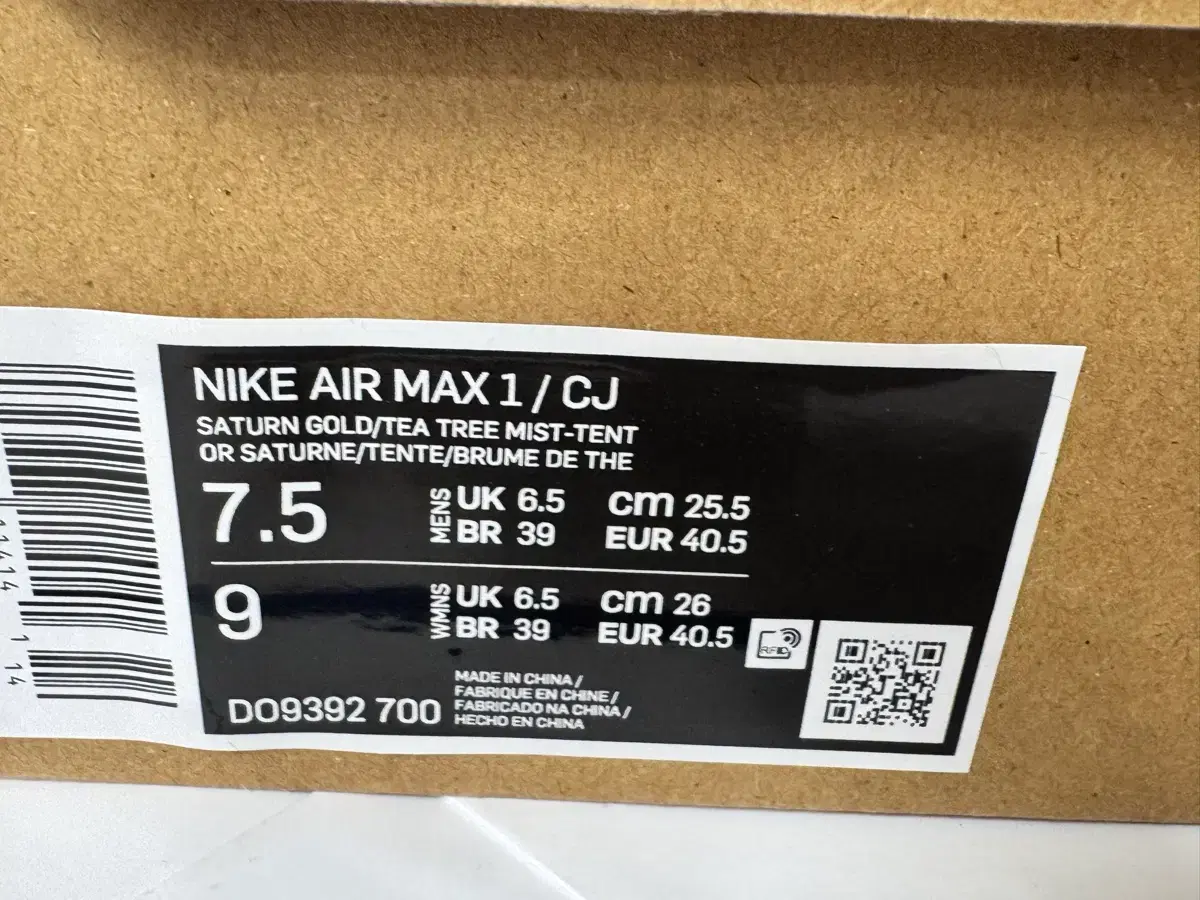 NIKE AIR MAX 1 / CJ
SATURN GOLD/TEA TREE MIST-TENT
OR SATURNE/TENTE/BRUME DE THE
7.5
MENS
UK 6.5 cm 25.5
BR 39 EUR 40.5
9
WMNS
UK 6.5 cm 26
BR 39 EUR 40.5
RFID
DO9392 700
MADE IN CHINA /
FABRIQUE EN CHINE /
FABRICADO NA CHINA /
HECHO EN CHINA